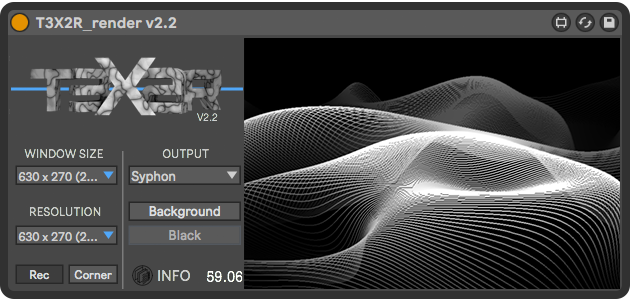 T3X2R_render v2.2
TEXER
V2.2
WINDOW SIZE
630 x 270 (2...
RESOLUTION
630 x 270 (2...
Rec
Corner
OUTPUT
Syphon
Background
Black
INFO
59.06